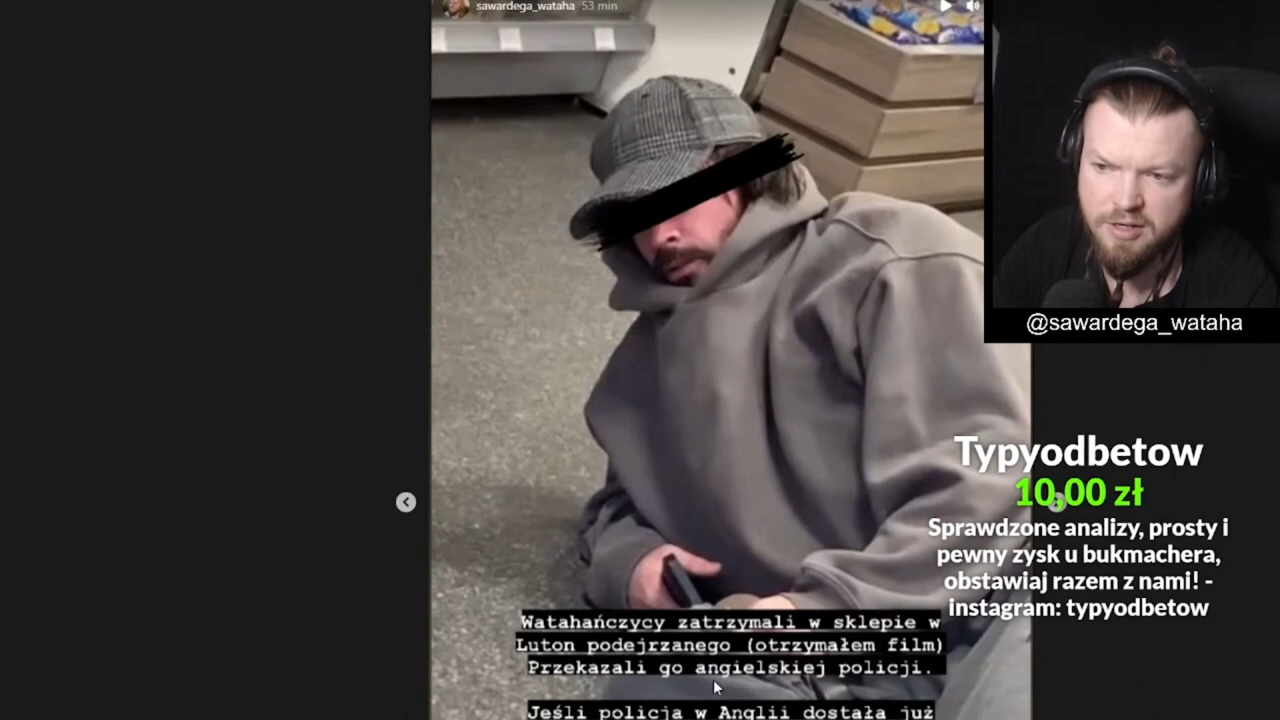 sawardega_wataha 53 min
@sawardega_wataha
Typyodbetow
10,00 zł
Sprawdzone analizy, prosty i
pewny zysk u bukmachera,
obstawiaj razem z nami! -
instagram: typyodbetow
Watahańczycy zatrzymali w sklepie w
Luton podejrzanego (otrzymałem film)
Przekazali go angielskiej policji.
Jeśli policja w Anglii dostała już